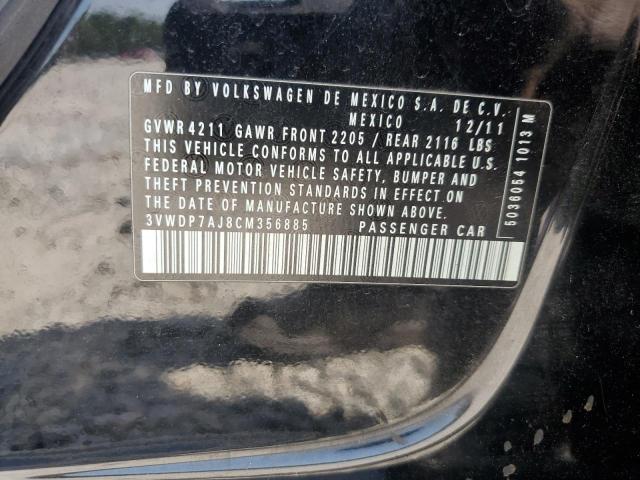 MFD BY VOLKSWAGEN DE MEXICO S.A. DE C.V.
MEXICO 12/11
GVWR 4211 GAWR FRONT 2205 / REAR 2116 LBS
THIS VEHICLE CONFORMS TO ALL APPLICABLE U.S.
FEDERAL MOTOR VEHICLE SAFETY, BUMPER AND
THEFT PREVENTION STANDARDS IN EFFECT ON
THE DATE OF MANUFACTURE SHOWN ABOVE.
3VWDP7AJ8CM356885 PASSENGER CAR
5036054 1013 M